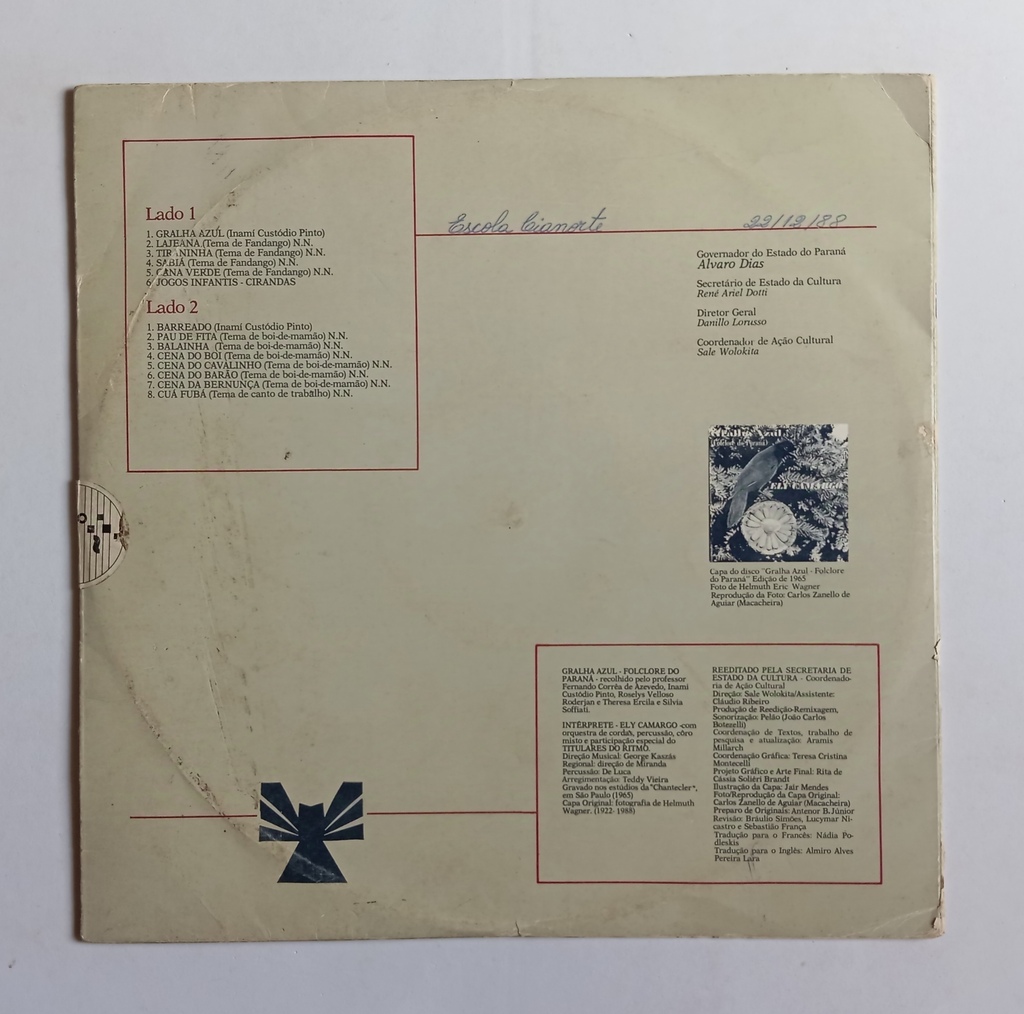 Lado 1
1. GRALHA AZUL (Inamí Custódio Pinto)
2. LAJEANA (Tema de Fandango) N.N.
3. TIRANINHA (Tema de Fandango) N.N.
4. SABIÁ (Tema de Fandango) N.N.
5. CANA VERDE (Tema de Fandango) N.N.
6. JOGOS INFANTIS - CIRANDAS
Lado 2
1. BARREADO (Inamí Custódio Pinto)
2. PAU DE FITA (Tema de boi-de-mamão) N.N.
3. BALAINHA (Tema de boi-de-mamão) N.N.
4. CENA DO BOI (Tema de boi-de-mamão) N.N.
5. CENA DO CAVALINHO (Tema de boi-de-mamão) N.N.
6. CENA DO BARÃO (Tema de boi-de-mamão) N.N.
7. CENA DA BERNUNÇA (Tema de boi-de-mamão) N.N.
8. CUÁ FUBÁ (Tema de canto de trabalho) N.N.
Escola Cianorte 22/12/88
Governador do Estado do Paraná
Alvaro Dias
Secretário de Estado da Cultura
René Ariel Dotti
Diretor Geral
Danillo Lorusso
Coordenador de Ação Cultural
Sale Wolokita
Gralha Azul
(Folclore do Paraná)
ELY CAMARGO
Capa do disco "Gralha Azul - Folclore
do Paraná" Edição de 1965
Foto de Helmuth Eric Wagner
Reprodução da Foto: Carlos Zanello de
Aguiar (Macacheira)
GRALHA AZUL - FOLCLORE DO
PARANÁ - recolhido pelo professor
Fernando Corrêa de Azevedo, Inami
Custódio Pinto, Roselys Velloso
Roderjan e Theresa Ercila e Silvia
Soffiati.
INTÉRPRETE - ELY CAMARGO - com
orquestra de cordas, percussão, côro
misto e participação especial do
TITULARES DO RITMO.
Direção Musical: George Kaszás
Regional: direção de Miranda
Percussão: De Luca
Arregimentação: Teddy Vieira
Gravado nos estúdios da "Chantecler",
em São Paulo (1965)
Capa Original: fotografia de Helmuth
Wagner. (1922-1988)
REEDITADO PELA SECRETARIA DE
ESTADO DA CULTURA - Coordenado-
ria de Ação Cultural
Direção: Sale Wolokita/Assistente:
Cláudio Ribeiro
Produção de Reedição-Remixagem,
Sonorização: Pelão (João Carlos
Botezelli)
Coordenação de Textos, trabalho de
pesquisa e atualização: Aramis
Millarch
Coordenação Gráfica: Teresa Cristina
Montecelli
Projeto Gráfico e Arte Final: Rita de
Cássia Solieri Brandt
Ilustração da Capa: Jair Mendes
Foto/Reprodução da Capa Original:
Carlos Zanello de Aguiar (Macacheira)
Preparo de Originais: Antenor B. Júnior
Revisão: Bráulio Simões, Lucymar Ni-
castro e Sebastião França
Tradução para o Francês: Nádia Po-
dleskis
Tradução para o Inglês: Almiro Alves
Pereira Lara